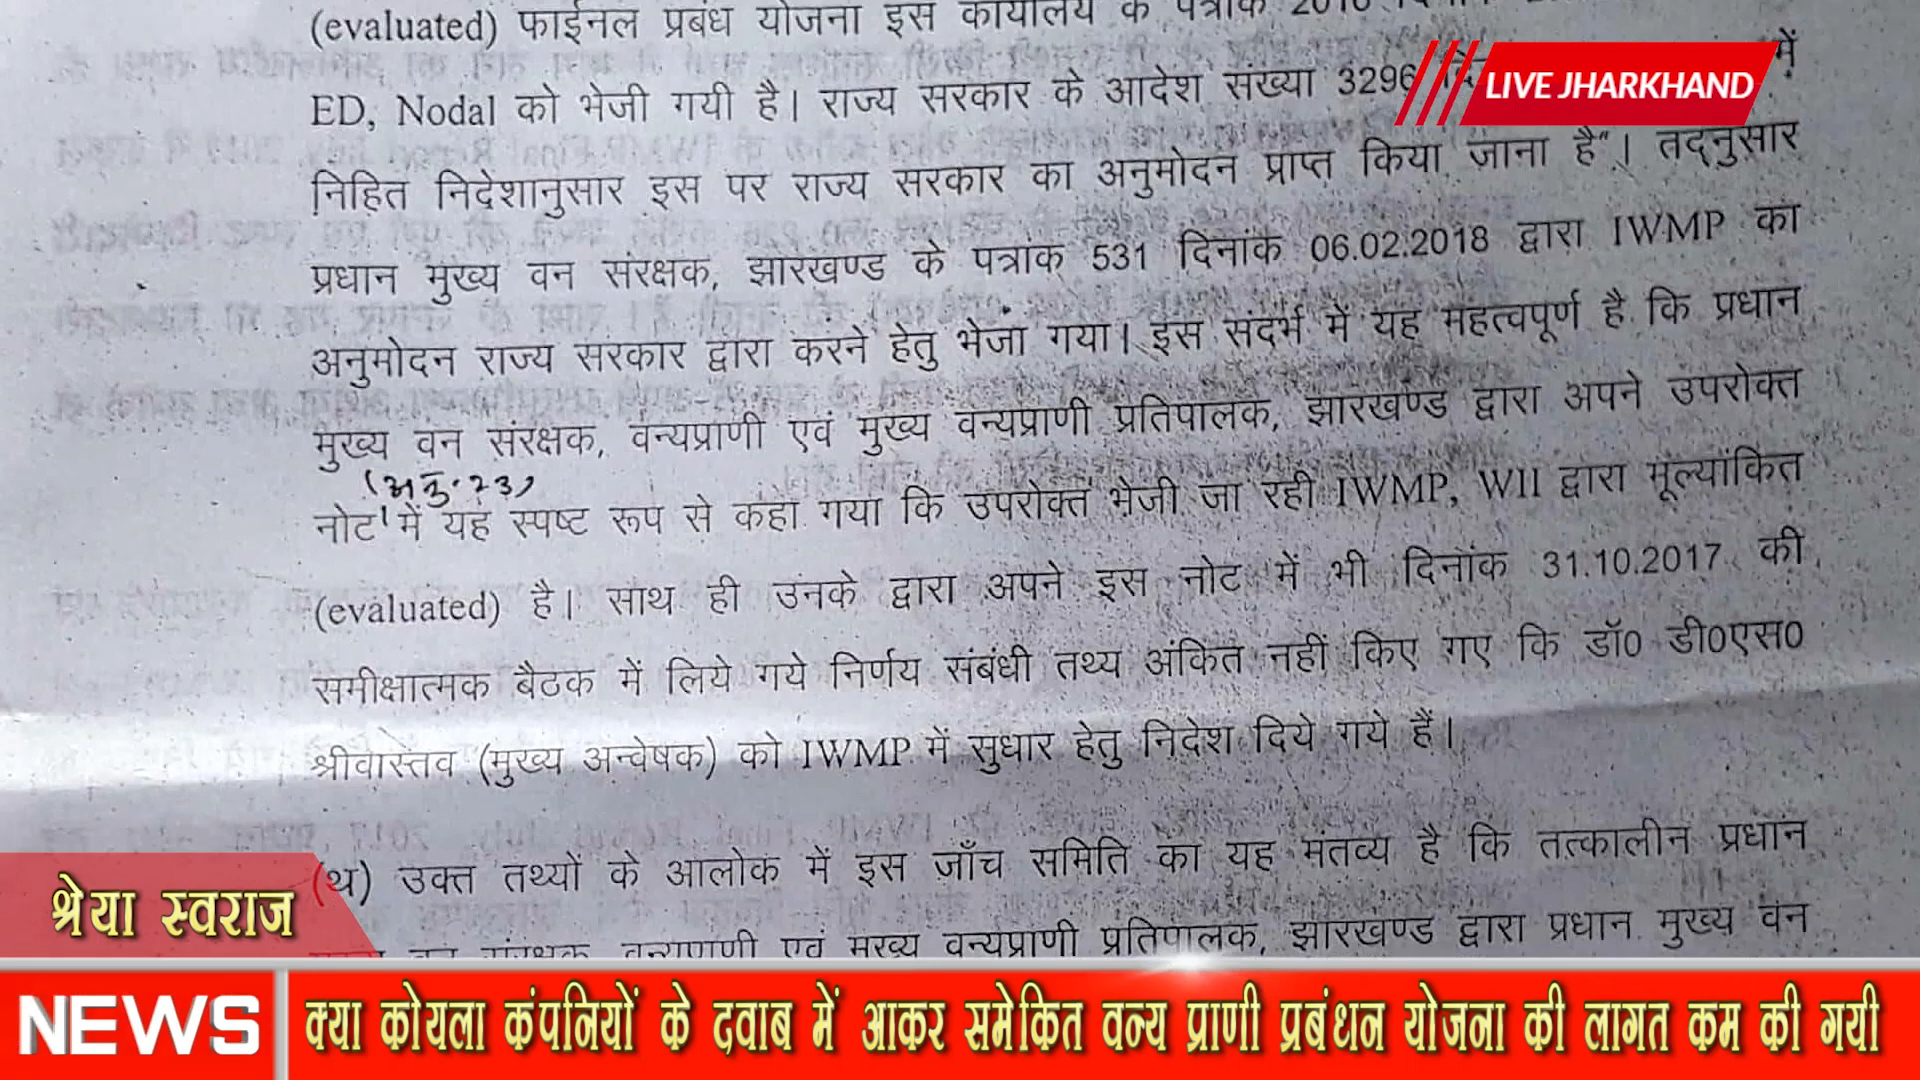 (evaluated) फाईनल प्रबंध योजना इस कार्यालय के पत्रांक
LIVE JHARKHAND
ED, Nodal को भेजी गयी है। राज्य सरकार के आदेश संख्या 3296 में
निहित निदेशानुसार इस पर राज्य सरकार का अनुमोदन प्राप्त किया जाना है"। तद्नुसार
प्रधान मुख्य वन संरक्षक, झारखण्ड के पत्रांक 531 दिनांक 06.02.2018 द्वारा IWMP का
अनुमोदन राज्य सरकार द्वारा करने हेतु भेजा गया। इस संदर्भ में यह महत्वपूर्ण है कि प्रधान
मुख्य वन संरक्षक, वन्यप्राणी एवं मुख्य वन्यप्राणी प्रतिपालक, झारखण्ड द्वारा अपने उपरोक्त
(अनु.23)
नोट में यह स्पष्ट रूप से कहा गया कि उपरोक्त भेजी जा रही IWMP, WII द्वारा मूल्यांकित
(evaluated) है। साथ ही उनके द्वारा अपने इस नोट में भी दिनांक 31.10.2017 की
समीक्षात्मक बैठक में लिये गये निर्णय संबंधी तथ्य अंकित नहीं किए गए कि डॉ0 डी0एस0
श्रीवास्तव (मुख्य अन्वेषक) को IWMP में सुधार हेतु निदेश दिये गये हैं।
(थ) उक्त तथ्यों के आलोक में इस जाँच समिति का यह मंतव्य है कि तत्कालीन प्रधान
वन संरक्षक, वन्यप्राणी एवं मुख्य वन्यप्राणी प्रतिपालक, झारखण्ड द्वारा प्रधान मुख्य वन
श्रेया स्वराज
NEWS
क्या कोयला कंपनियों के दवाब में आकर समेकित वन्य प्राणी प्रबंधन योजना की लागत कम की गयी